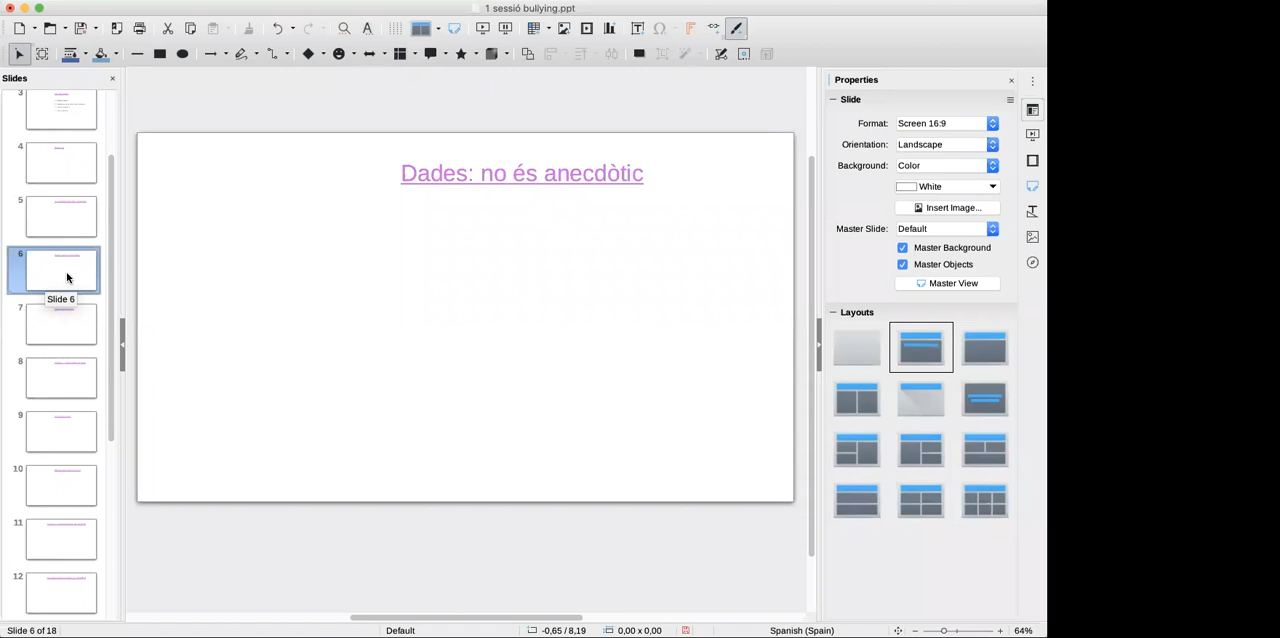 1 sessió bullying.ppt
Slides
Properties
Slide
Format: Screen 16:9
Orientation: Landscape
Background: Color
White
Insert Image...
Master Slide: Default
Master Background
Master Objects
Master View
Layouts
3
4
5
6
Slide 6
7
8
9
10
11
12
Dades: no és anecdòtic
Slide 6 of 18
Default
-0,65 / 8,19
0,00 x 0,00
Spanish (Spain)
64%